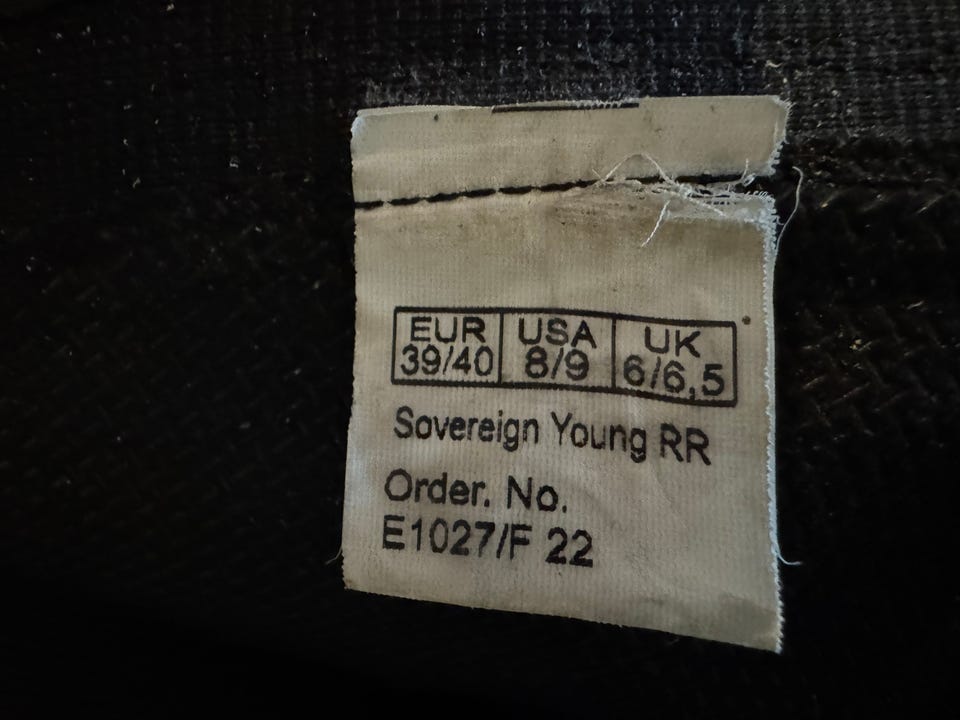 EUR USA UK
39/40 8/9 6/6,5
Sovereign Young RR
Order. No.
E1027/F 22